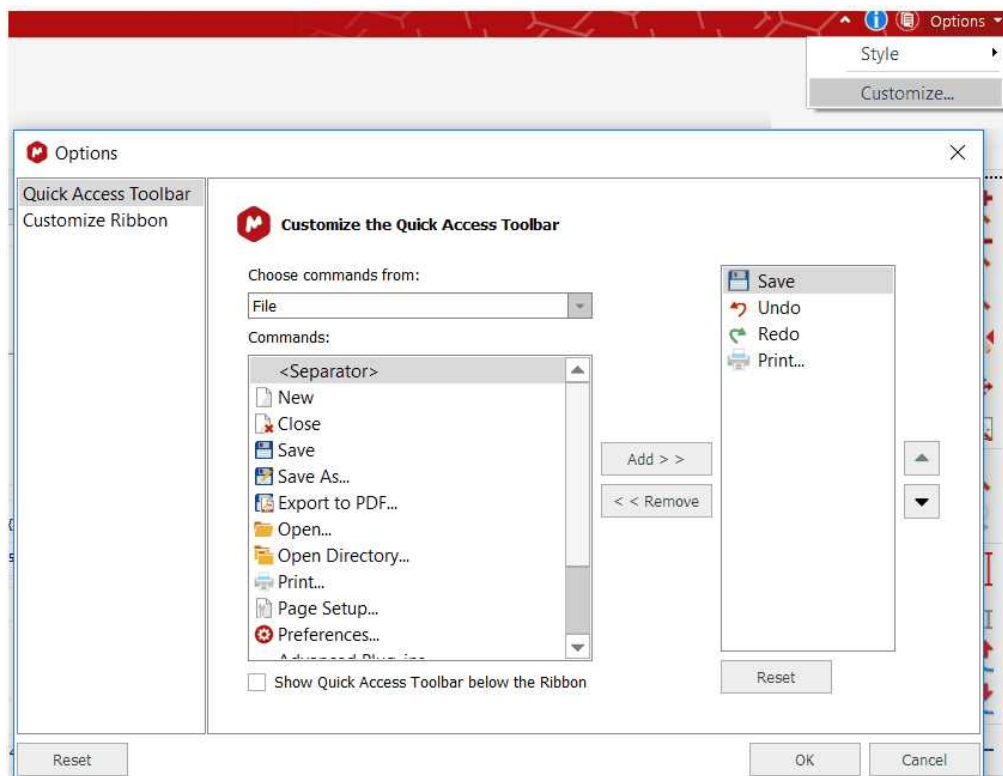 Options
Style
Customize...
Options
Quick Access Toolbar
Customize Ribbon
Customize the Quick Access Toolbar
Choose commands from:
File
Commands:
<Separator>
New
Close
Save
Save As...
Export to PDF...
Open...
Open Directory...
Print...
Page Setup...
Preferences...
Add > >
< < Remove
Save
Undo
Redo
Print...
Show Quick Access Toolbar below the Ribbon
Reset
Reset
OK
Cancel